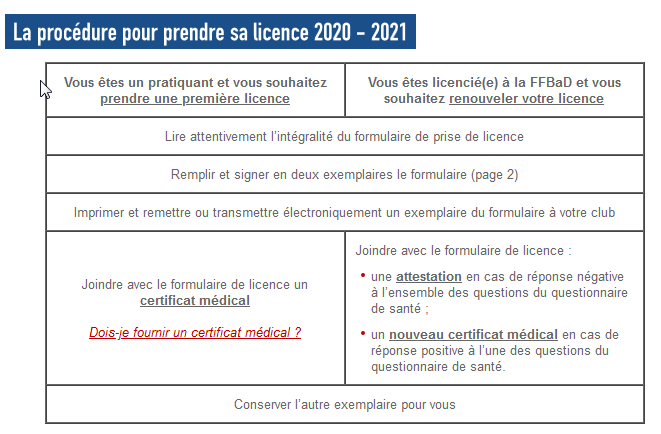 La procédure pour prendre sa licence 2020 - 2021
Vous êtes un pratiquant et vous souhaitez
prendre une première licence
Vous êtes licencié(e) à la FFBaD et vous
souhaitez renouveler votre licence
Lire attentivement l'intégralité du formulaire de prise de licence
Remplir et signer en deux exemplaires le formulaire (page 2)
Imprimer et remettre ou transmettre électroniquement un exemplaire du formulaire à votre club
Joindre avec le formulaire de licence un
certificat médical
Dois-je fournir un certificat médical ?
Joindre avec le formulaire de licence :
• une attestation en cas de réponse négative
à l'ensemble des questions du questionnaire
de santé ;
• un nouveau certificat médical en cas de
réponse positive à l'une des questions du
questionnaire de santé.
Conserver l'autre exemplaire pour vous